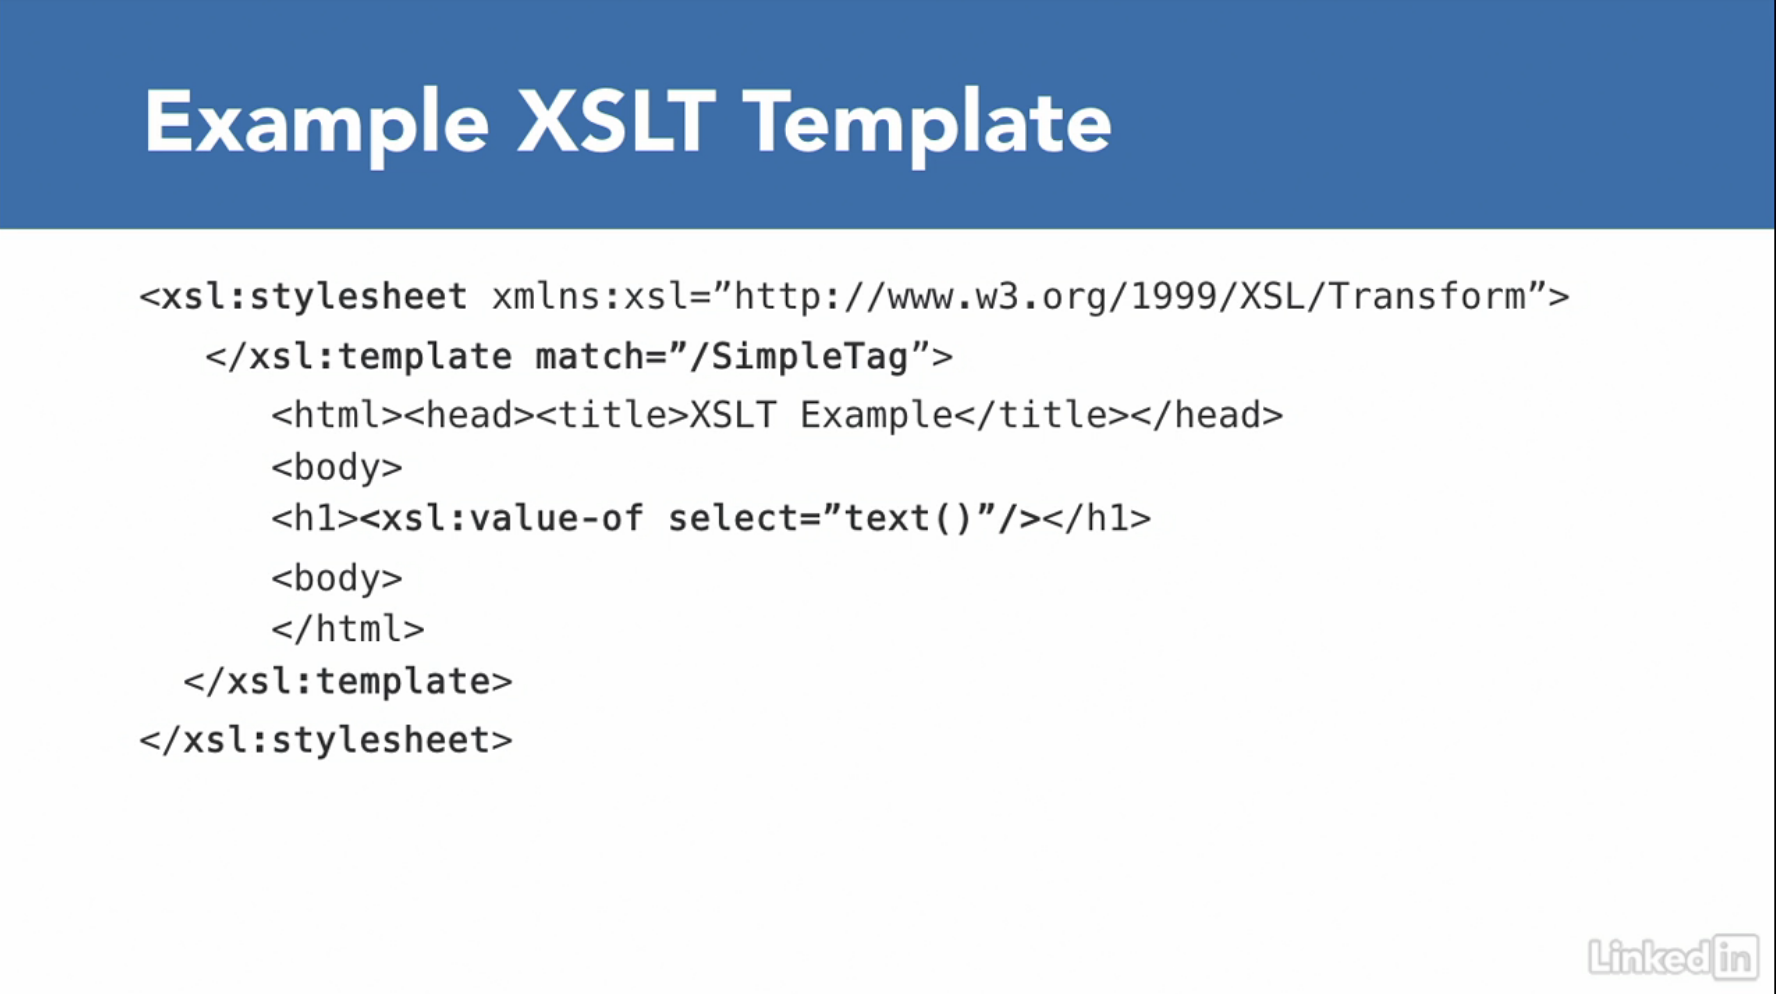 Example XSLT Template
<xsl:stylesheet xmlns:xsl=”http://www.w3.org/1999/XSL/Transform”>
</xsl:template match=”/SimpleTag”>
<html><head><title>XSLT Example</title></head>
<body>
<h1><xsl:value-of select=”text()”/></h1>
<body>
</html>
</xsl:template>
</xsl:stylesheet>
Linked in